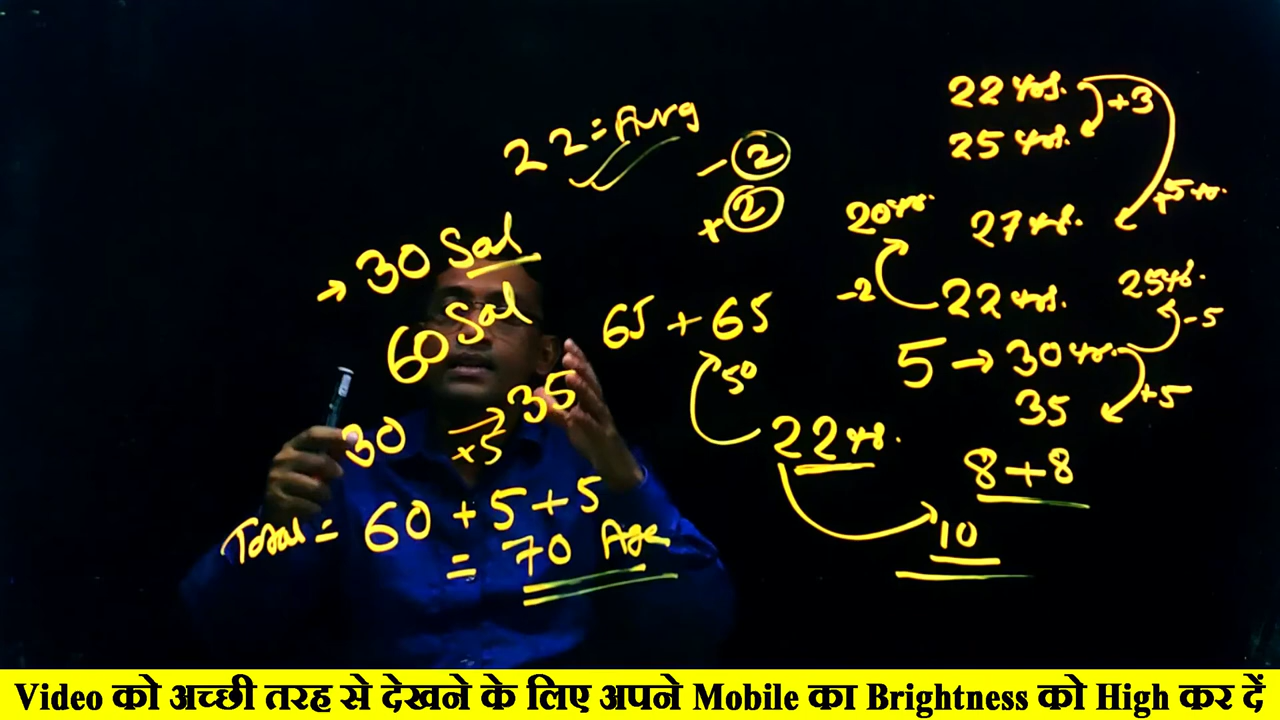 22 = Avg
→ 30 Sal
60 Sal
30 → 35
+5
Total = 60 + 5 + 5
= 70 Age
- 2
+ 2
65 + 65
50
22 yrs.
22 yrs. +3
25 yrs.
+5 yrs.
20 yrs. 27 yrs.
-2 22 yrs. 25 yrs.
-5
5 → 30 yrs.
35 +5
8 + 8
10
Video को अच्छी तरह से देखने के लिए अपने Mobile का Brightness को High कर दें